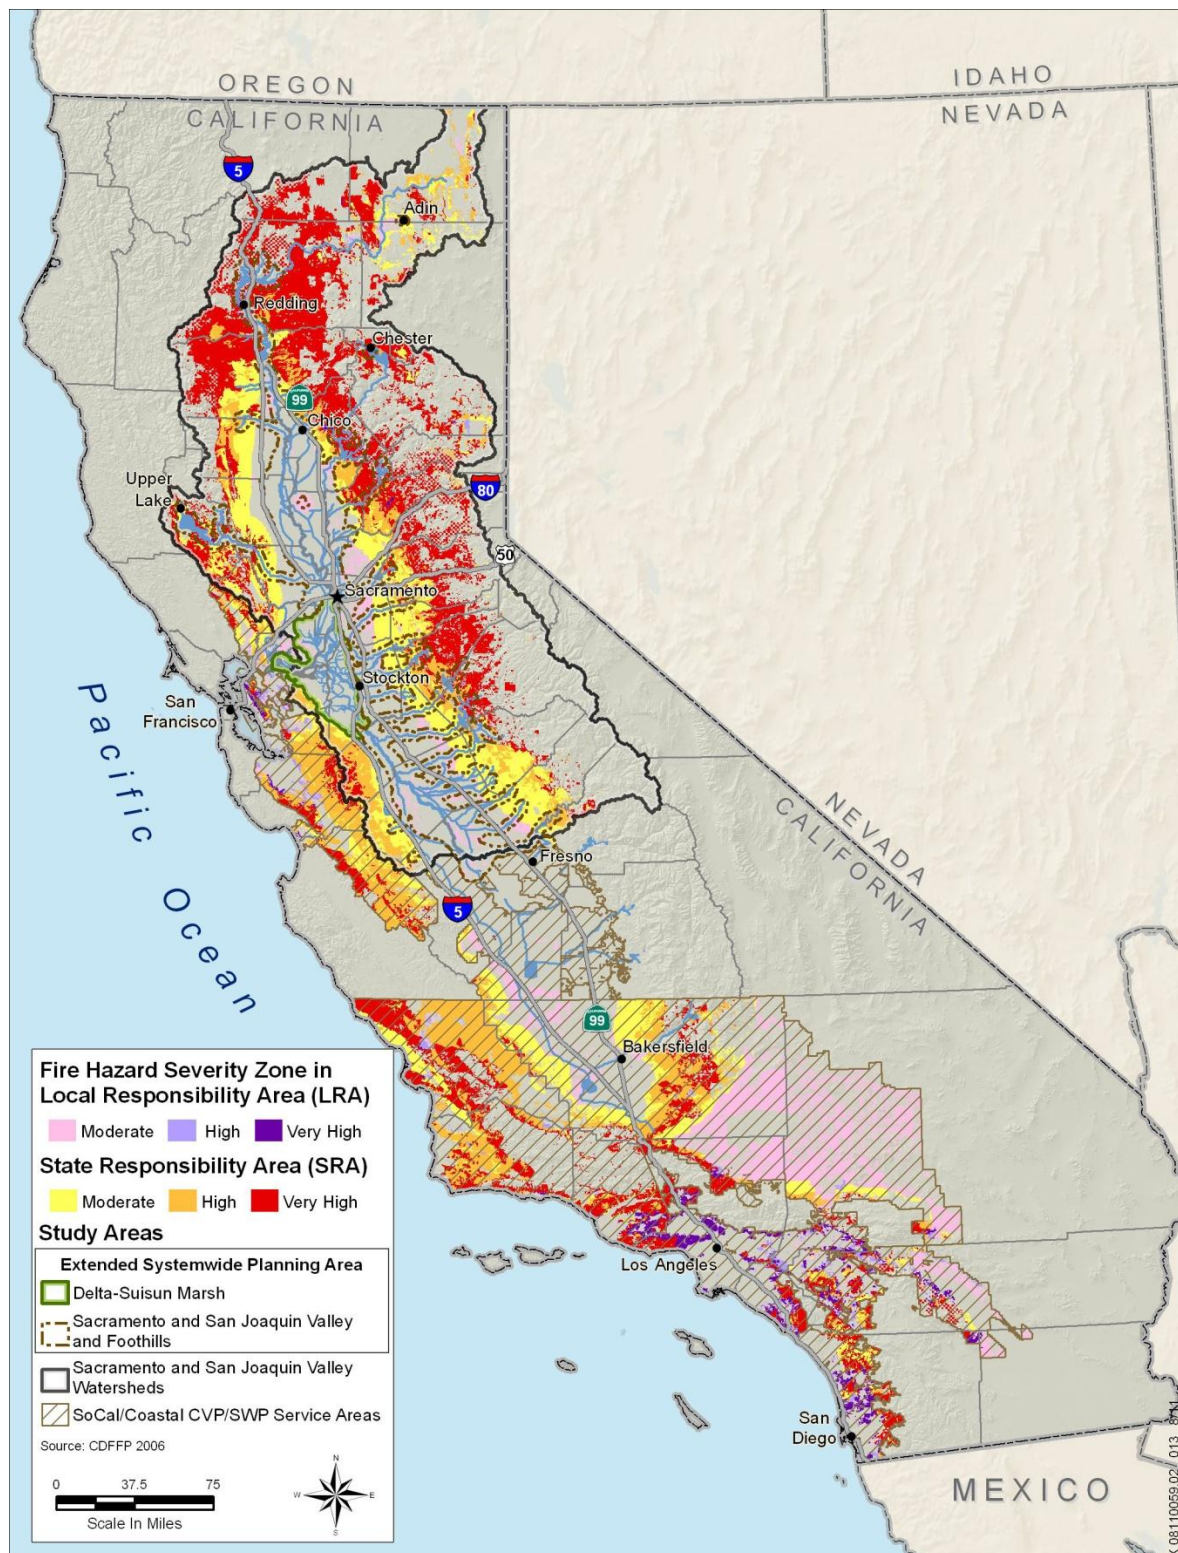 OREGON
CALIFORNIA
IDAHO
NEVADA
5
Adin
Redding
Chester
99
Chico
Upper
Lake
80
50
Sacramento
Stockton
San
Francisco
Pacific Ocean
NEVADA
CALIFORNIA
Fresno
5
99
Bakersfield
Los Angeles
San
Diego
MEXICO
Fire Hazard Severity Zone in
Local Responsibility Area (LRA)
Moderate High Very High
State Responsibility Area (SRA)
Moderate High Very High
Study Areas
Extended Systemwide Planning Area
Delta-Suisun Marsh
Sacramento and San Joaquin Valley
and Foothills
Sacramento and San Joaquin Valley
Watersheds
SoCal/Coastal CVP/SWP Service Areas
Source: CDFFP 2006
0 37.5 75
Scale In Miles
N
W E
S